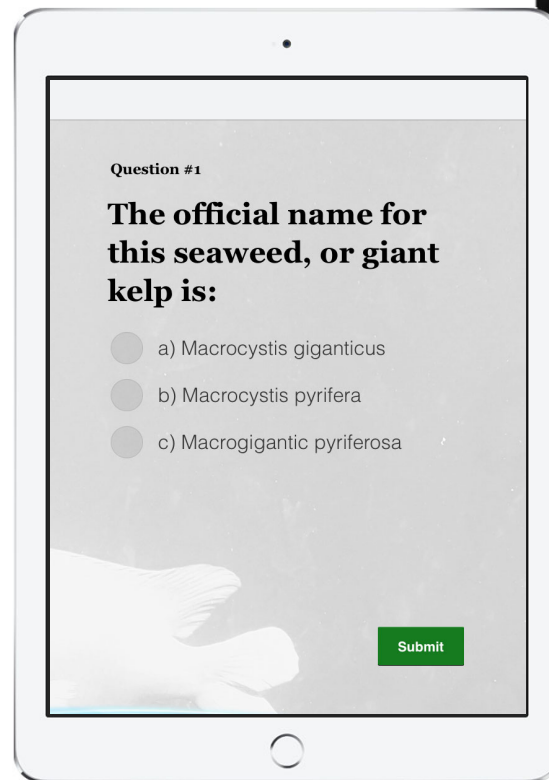 Question #1
The official name for
this seaweed, or giant
kelp is:
a) Macrocystis giganticus
b) Macrocystis pyrifera
c) Macrogigantic pyriferosa
Submit